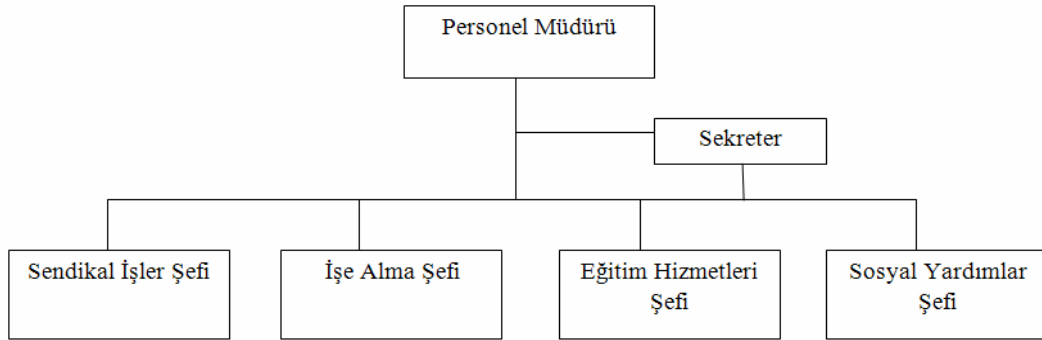 Personel Müdürü
Sekreter
Sendikal İşler Şefi
İşe Alma Şefi
Eğitim Hizmetleri
Şefi
Sosyal Yardımlar
Şefi